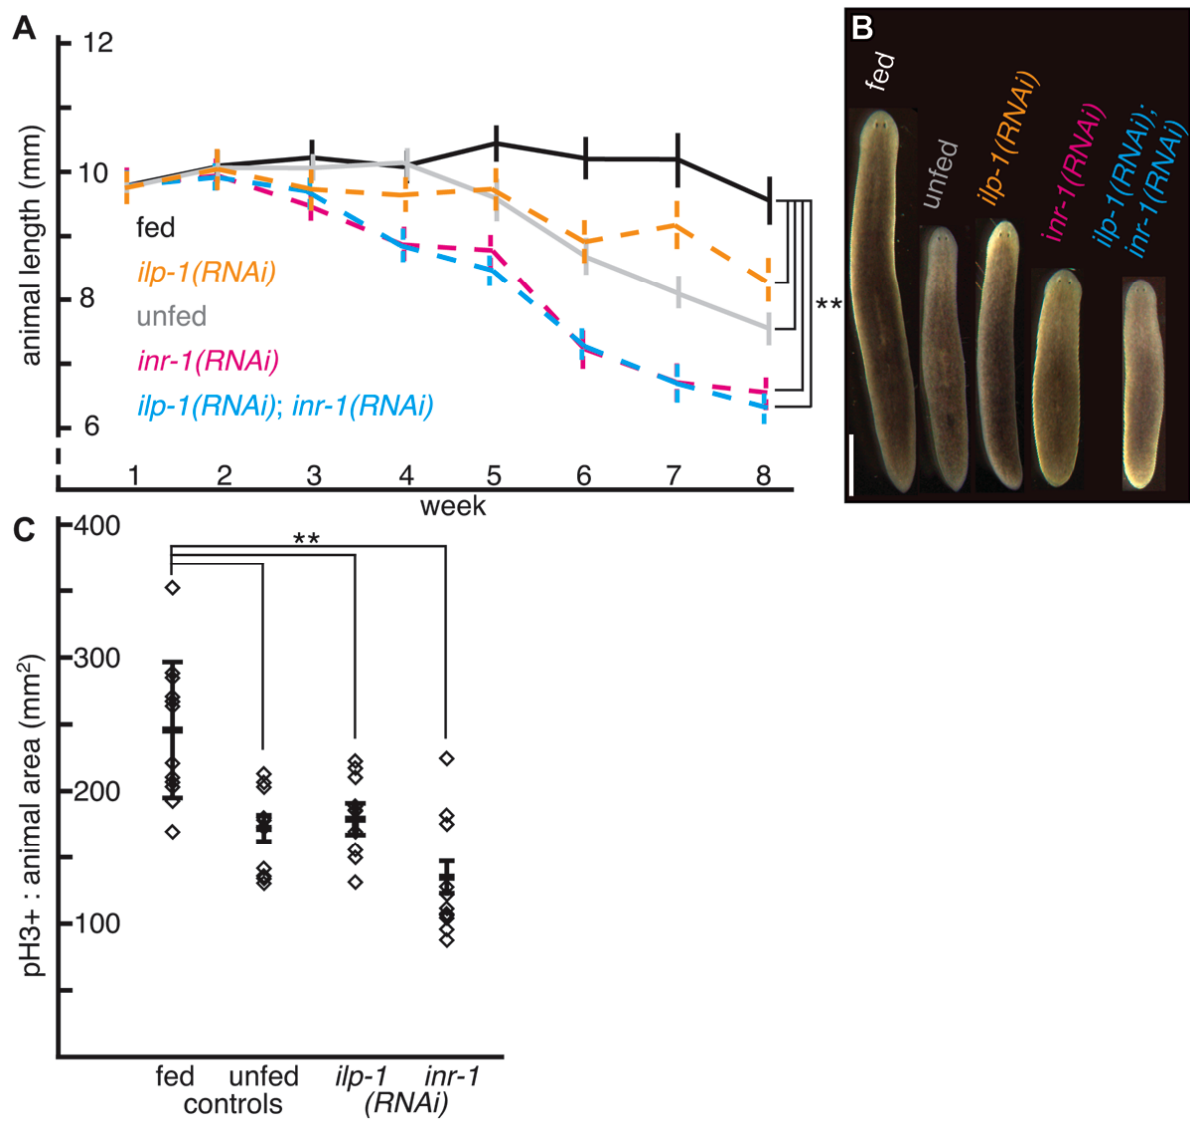 A
12
10
8
6
animal length (mm)
fed
ilp-1(RNAi)
unfed
inr-1(RNAi)
ilp-1(RNAi); inr-1(RNAi)
**
1 2 3 4 5 6 7 8
week
B
fed
unfed
ilp-1(RNAi)
inr-1(RNAi)
ilp-1(RNAi);
inr-1(RNAi)
C
400
300
200
100
pH3+ : animal area (mm²)
**
fed unfed ilp-1 inr-1
controls (RNAi)